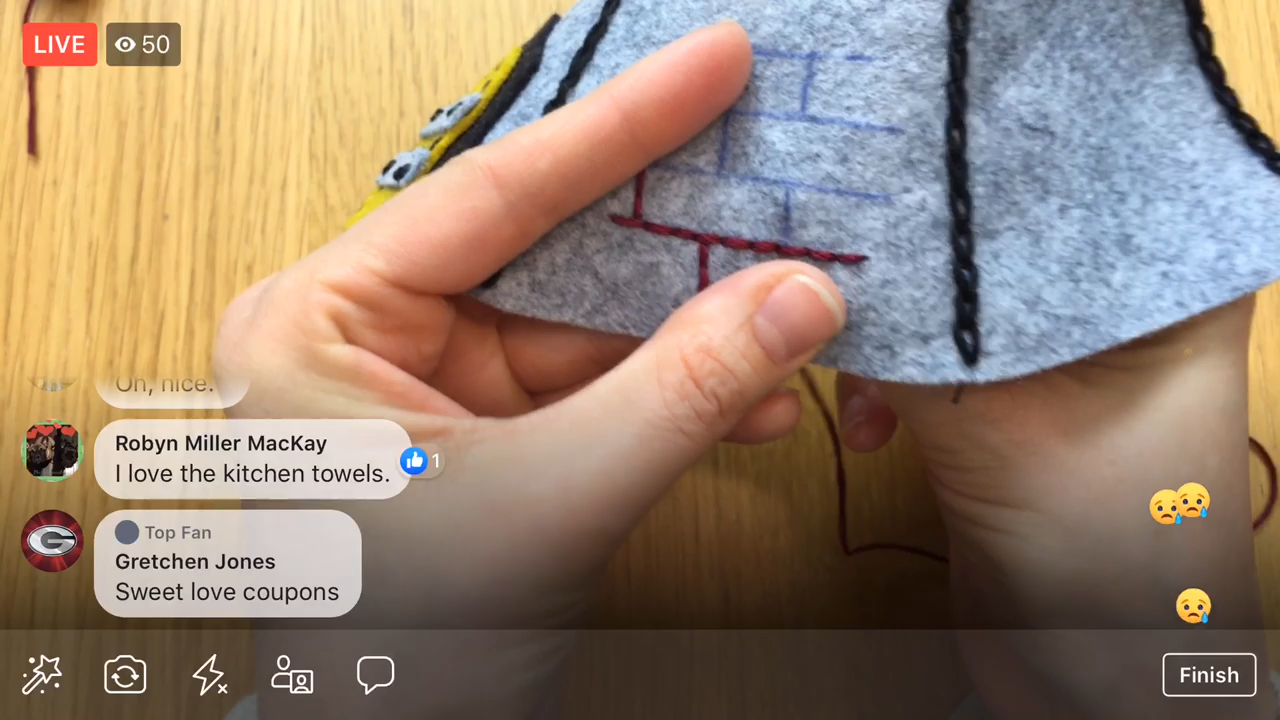 LIVE
50
Oh, nice.
Robyn Miller MacKay
I love the kitchen towels.
1
Top Fan
Gretchen Jones
Sweet love coupons
Finish